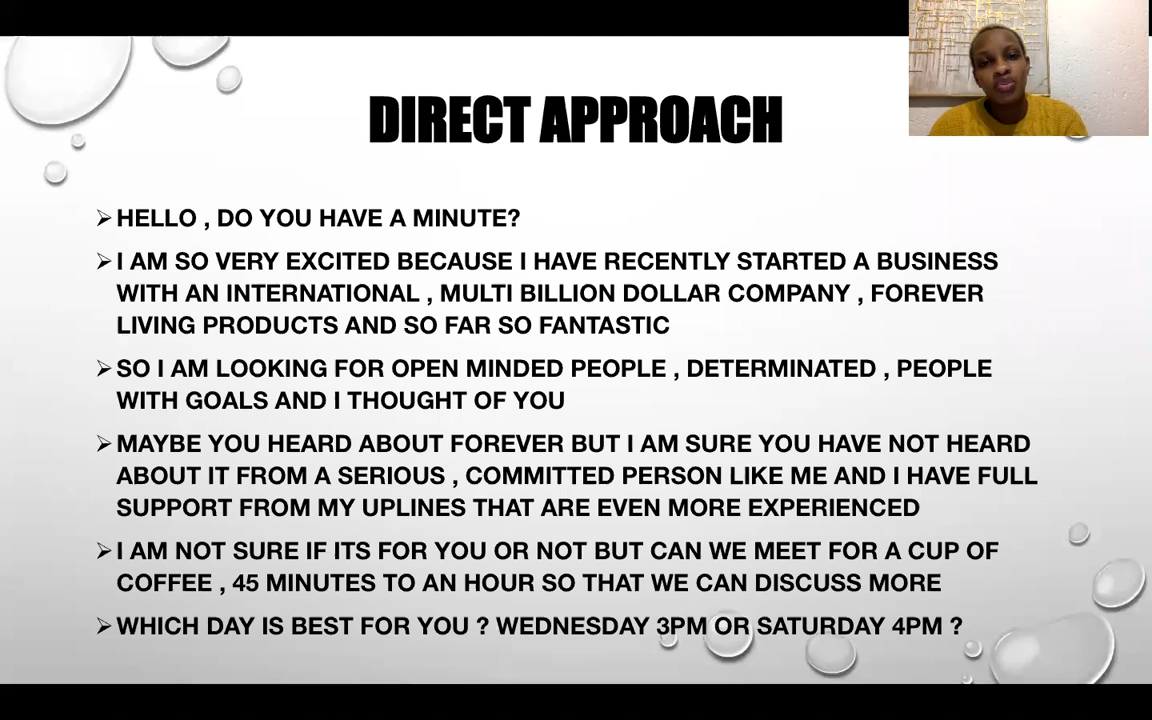 DIRECT APPROACH
➢HELLO , DO YOU HAVE A MINUTE?
➢I AM SO VERY EXCITED BECAUSE I HAVE RECENTLY STARTED A BUSINESS
WITH AN INTERNATIONAL , MULTI BILLION DOLLAR COMPANY , FOREVER
LIVING PRODUCTS AND SO FAR SO FANTASTIC
➢SO I AM LOOKING FOR OPEN MINDED PEOPLE , DETERMINATED , PEOPLE
WITH GOALS AND I THOUGHT OF YOU
➢MAYBE YOU HEARD ABOUT FOREVER BUT I AM SURE YOU HAVE NOT HEARD
ABOUT IT FROM A SERIOUS , COMMITTED PERSON LIKE ME AND I HAVE FULL
SUPPORT FROM MY UPLINES THAT ARE EVEN MORE EXPERIENCED
➢I AM NOT SURE IF ITS FOR YOU OR NOT BUT CAN WE MEET FOR A CUP OF
COFFEE , 45 MINUTES TO AN HOUR SO THAT WE CAN DISCUSS MORE
➢WHICH DAY IS BEST FOR YOU ? WEDNESDAY 3PM OR SATURDAY 4PM ?